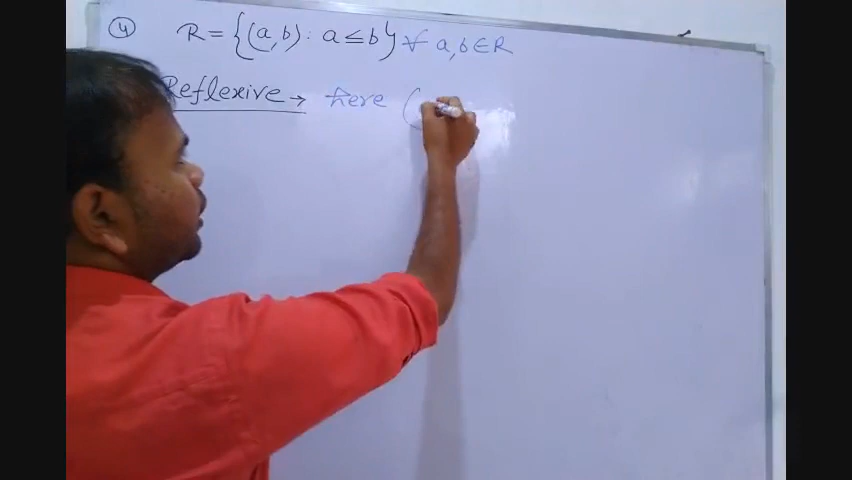 ④ R = {(a,b) : a ≤ b} ∀ a,b ∈ R
Reflexive → here (